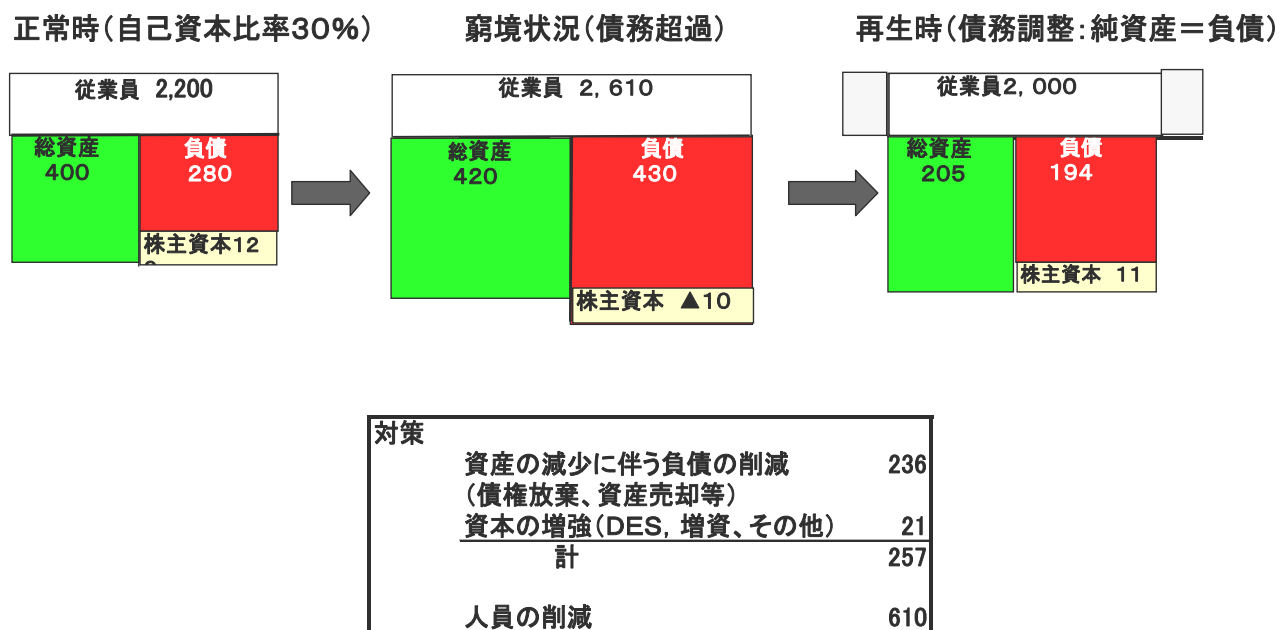 正常時(自己資本比率30%)
窮境状況(債務超過)
再生時(債務調整:純資産=負債)
従業員 2,200
総資産
400
負債
280
株主資本12
従業員 2,610
総資産
420
負債
430
株主資本 ▲10
従業員2,000
総資産
205
負債
194
株主資本 11
対策
資産の減少に伴う負債の削減 236
(債権放棄、資産売却等)
資本の増強(DES, 増資、その他) 21
計 257
人員の削減 610